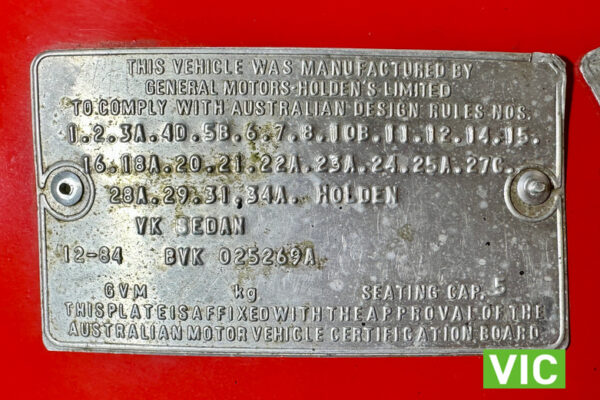 THIS VEHICLE WAS MANUFACTURED BY
GENERAL MOTORS-HOLDEN'S LIMITED
TO COMPLY WITH AUSTRALIAN DESIGN RULES NOS.
1.2.3A.4D.5B.6.7.8.10B.11.12.14.15.
16.18A.20.21.22A.23A.24.25A.27C.
28A.29.31.34A. HOLDEN
VK SEDAN
12-84 BVK 025269A
GVM kg SEATING CAP. 5
THIS PLATE IS AFFIXED WITH THE APPROVAL OF THE
AUSTRALIAN MOTOR VEHICLE CERTIFICATION BOARD
VIC